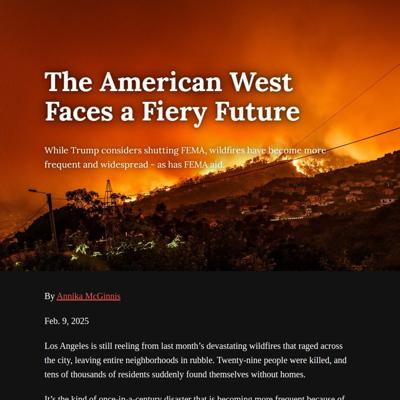 The American West
Faces a Fiery Future
While Trump considers shutting FEMA, wildfires have become more
frequent and widespread - as has FEMA aid.
By Annika McGinnis
Feb. 9, 2025
Los Angeles is still reeling from last month's devastating wildfires that raged across
the city, leaving entire neighborhoods in rubble. Twenty-nine people were killed, and
tens of thousands of residents suddenly found themselves without homes.
It's the kind of once-in-a-century disaster that is becoming more frequent because of